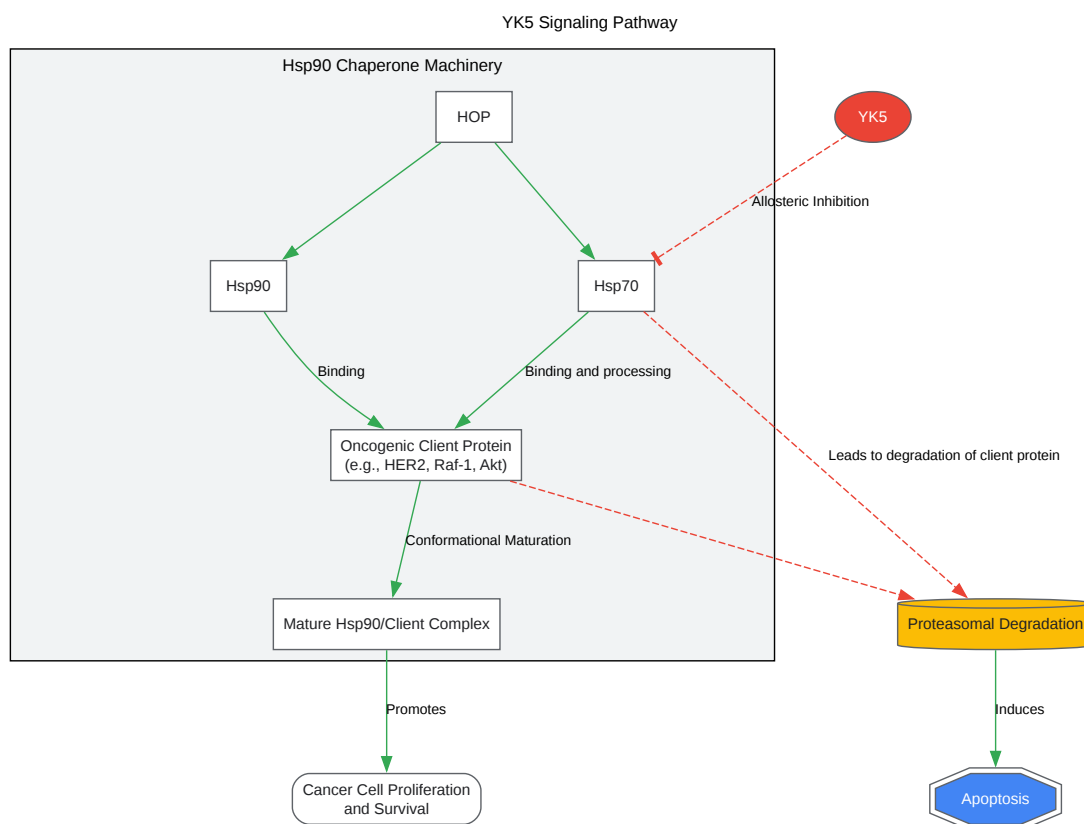 YK5 Signaling Pathway
Hsp90 Chaperone Machinery
HOP
YK5
Allosteric Inhibition
Hsp90
Hsp70
Binding
Binding and processing
Oncogenic Client Protein
(e.g., HER2, Raf-1, Akt)
Leads to degradation of client protein
Conformational Maturation
Mature Hsp90/Client Complex
Proteasomal Degradation
Promotes
Induces
Cancer Cell Proliferation
and Survival
Apoptosis